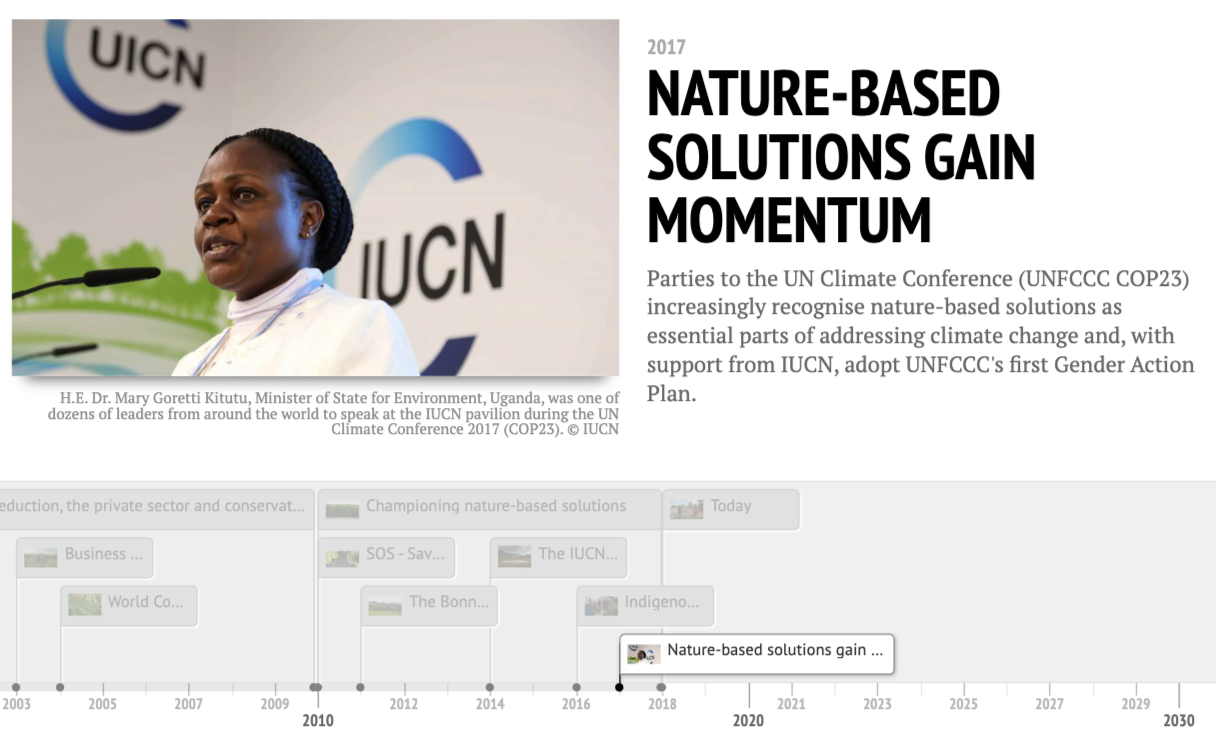 UICN
IUCN
2017
NATURE-BASED
SOLUTIONS GAIN
MOMENTUM
Parties to the UN Climate Conference (UNFCCC COP23)
increasingly recognise nature-based solutions as
essential parts of addressing climate change and, with
support from IUCN, adopt UNFCCC's first Gender Action
Plan.
H.E. Dr. Mary Goretti Kitutu, Minister of State for Environment, Uganda, was one of
dozens of leaders from around the world to speak at the IUCN pavilion during the UN
Climate Conference 2017 (COP23). © IUCN
eduction, the private sector and conservat...
Championing nature-based solutions
Today
Business ...
SOS - Sav...
The IUCN...
World Co...
The Bonn...
Indigeno...
Nature-based solutions gain ...
2003 2005 2007 2009 2012 2014 2016 2018 2021 2023 2025 2027 2029
2010 2020 2030